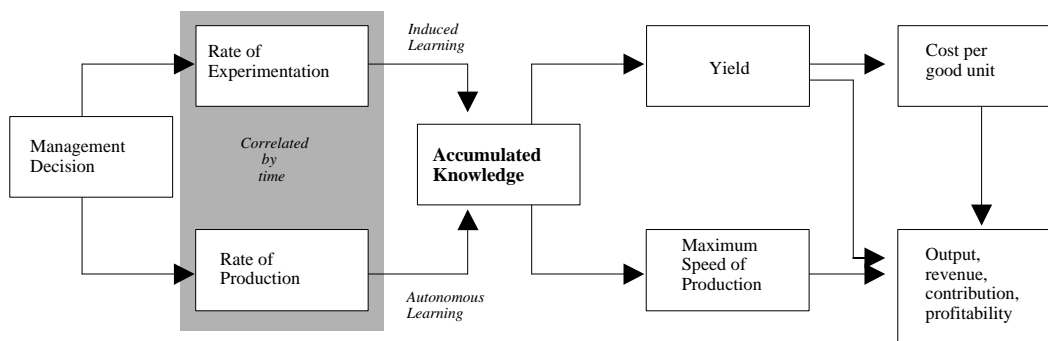 Rate of
Experimentation
Induced
Learning
Yield
Cost per
good unit
Management
Decision
Correlated
by
time
Accumulated
Knowledge
Rate of
Production
Autonomous
Learning
Maximum
Speed of
Production
Output,
revenue,
contribution,
profitability